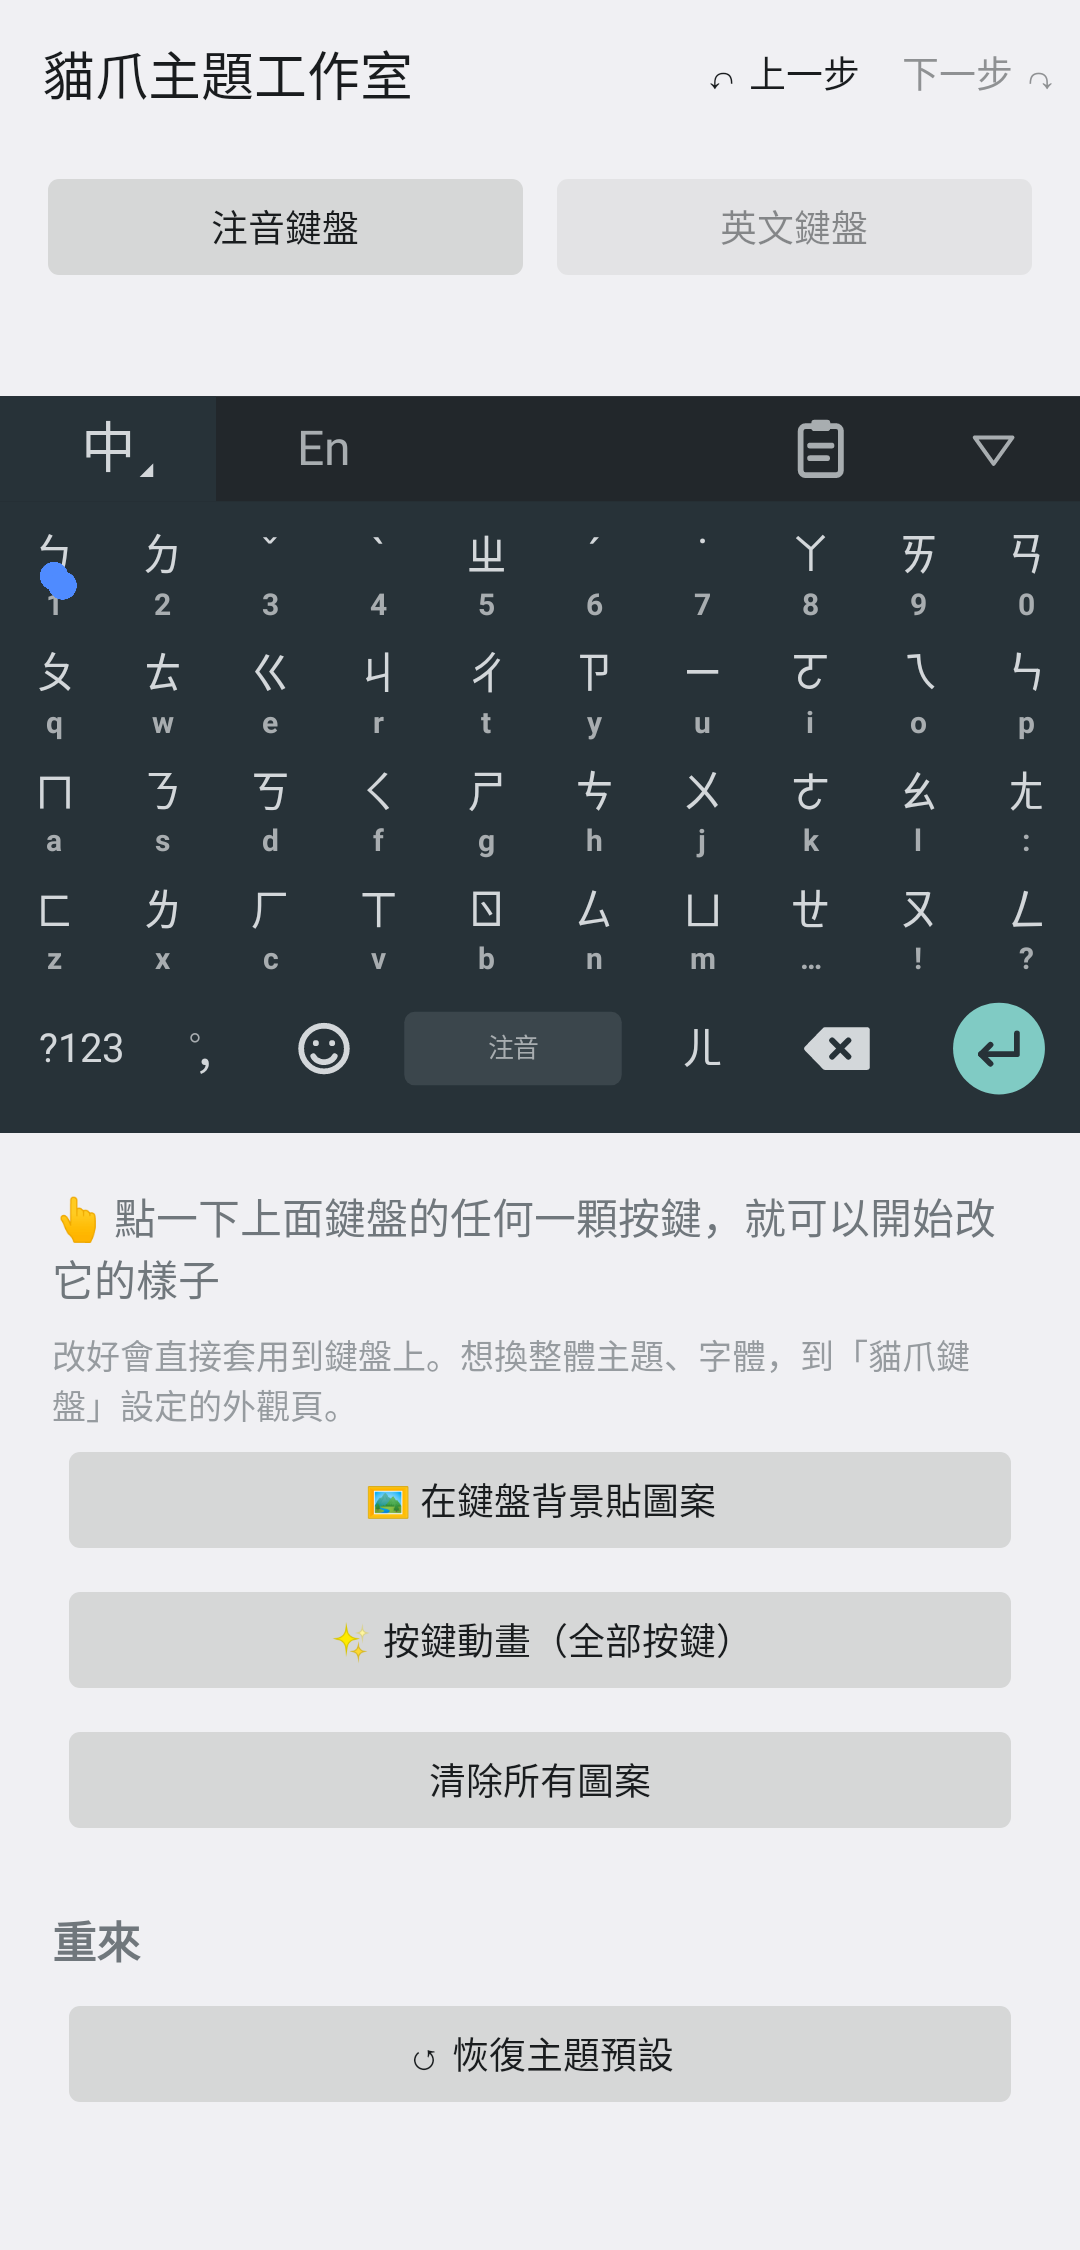 貓爪主題工作室 上一步 下一步
注音鍵盤 英文鍵盤
中 En
ㄅ ㄉ ˇ ˋ ㄓ ˊ ˙ ㄚ ㄞ ㄢ
1 2 3 4 5 6 7 8 9 0
ㄆ ㄊ ㄍ ㄐ ㄔ ㄗ ㄧ ㄛ ㄟ ㄣ
q w e r t y u i o p
ㄇ ㄋ ㄎ ㄑ ㄕ ㄘ ㄨ ㄜ ㄠ ㄤ
a s d f g h j k l :
ㄈ ㄌ ㄏ ㄒ ㄖ ㄙ ㄩ ㄝ ㄡ ㄥ
z x c v b n m … ! ?
?123 °, 注音 ㄦ
👆 點一下上面鍵盤的任何一顆按鍵，就可以開始改
它的樣子
改好會直接套用到鍵盤上。想換整體主題、字體，到「貓爪鍵
盤」設定的外觀頁。
🖼️ 在鍵盤背景貼圖案
✨ 按鍵動畫（全部按鍵）
清除所有圖案
重來
↺ 恢復主題預設